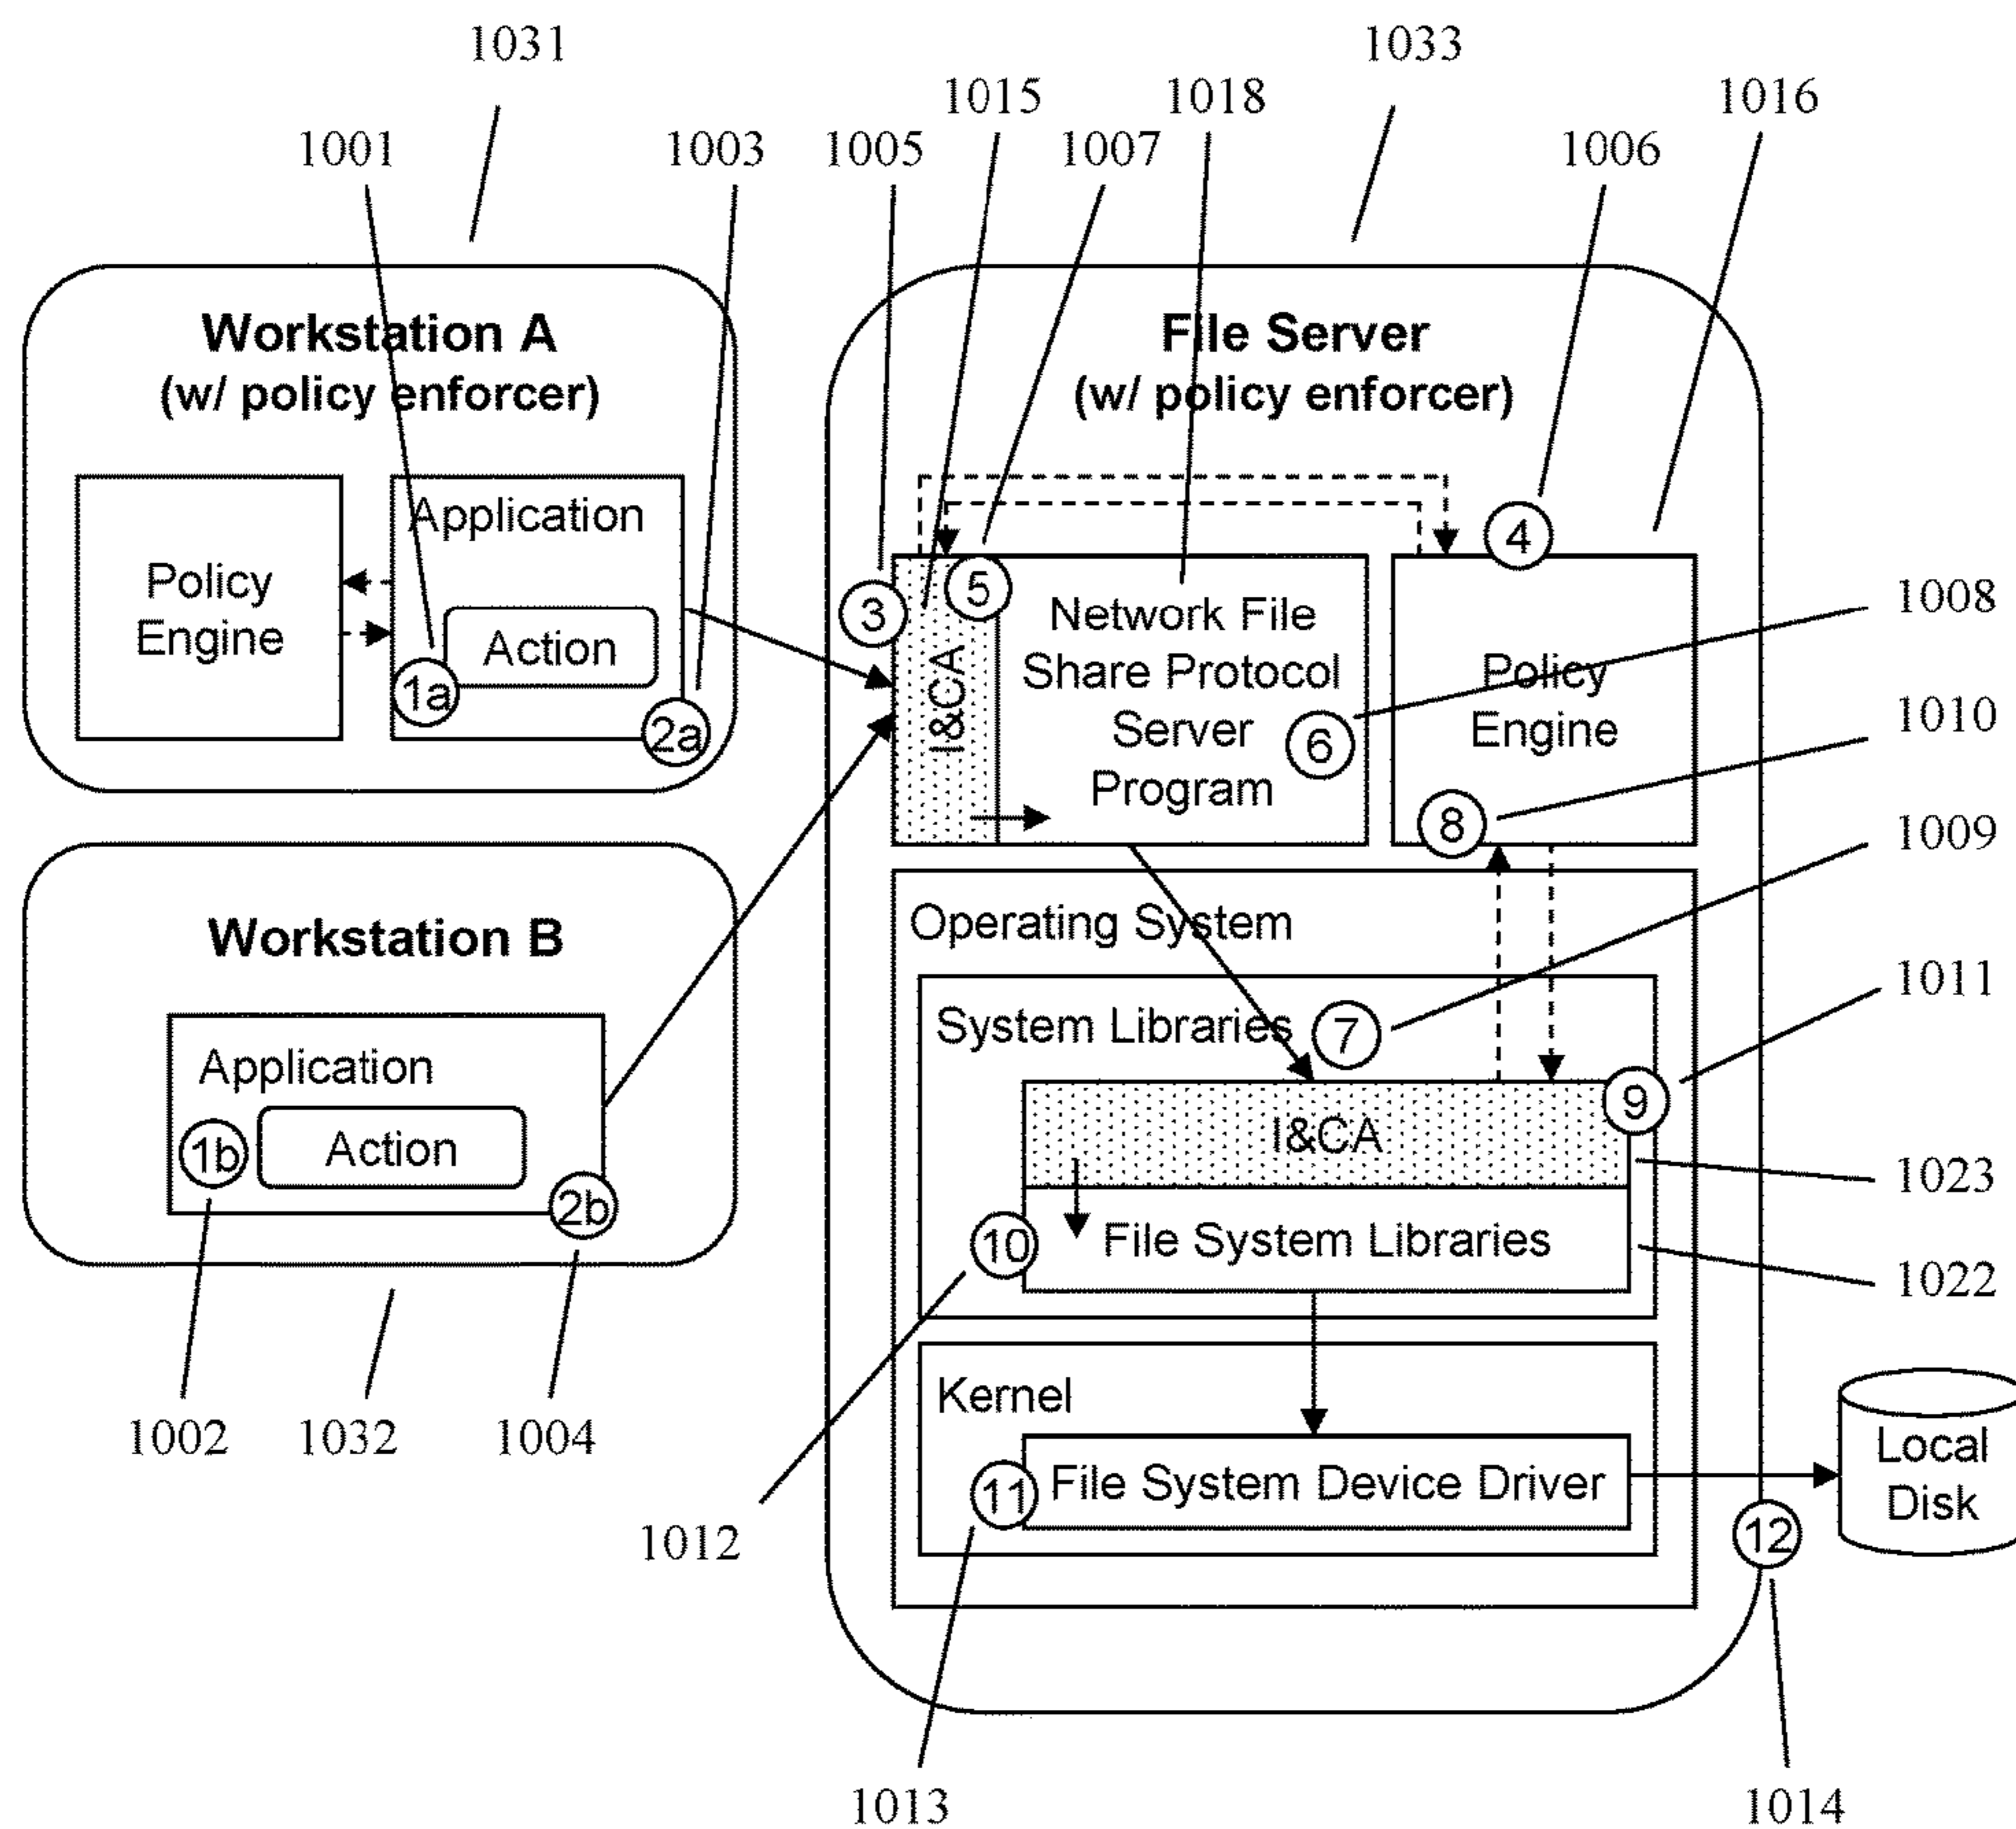 1031
1033
1015
1018
1016
1001
1003
1005
1007
1006
Workstation A
(w/ policy enforcer)
File Server
(w/ policy enforcer)
Policy
Engine
Application
Action
1a
2a
3
5
4
I&CA
Network File
Share Protocol
Server
Program
6
Policy
Engine
8
1008
1010
1009
1011
1023
1022
Workstation B
Application
1b
Action
2b
1002
1032
1004
Operating System
System Libraries
7
I&CA
9
10
File System Libraries
Kernel
11
File System Device Driver
Local
Disk
12
1012
1013
1014